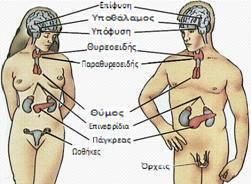 Επίφυση
Υποθάλαμος
Υπόφυση
Θυρεοειδής
Παραθυρεοειδής
Θύμος
Επινεφρίδια
Πάγκρεας
Ωοθήκες
Όρχεις